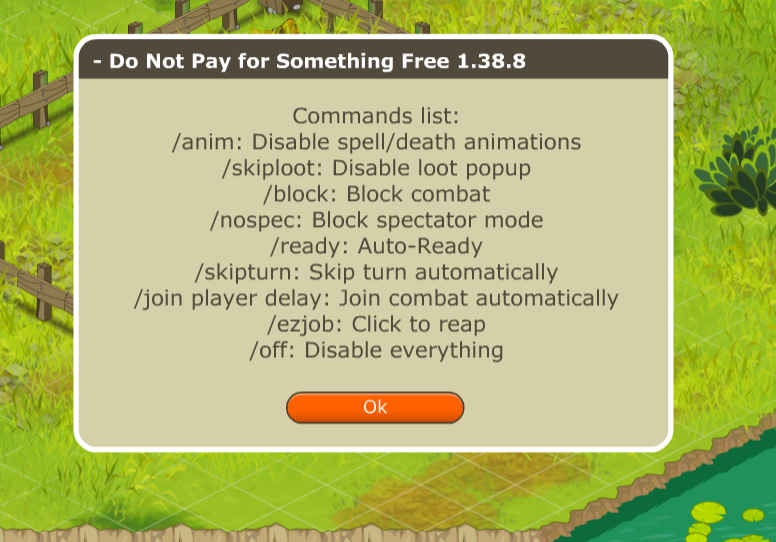 - Do Not Pay for Something Free 1.38.8
Commands list:
/anim: Disable spell/death animations
/skiploot: Disable loot popup
/block: Block combat
/nospec: Block spectator mode
/ready: Auto-Ready
/skipturn: Skip turn automatically
/join player delay: Join combat automatically
/ezjob: Click to reap
/off: Disable everything
Ok